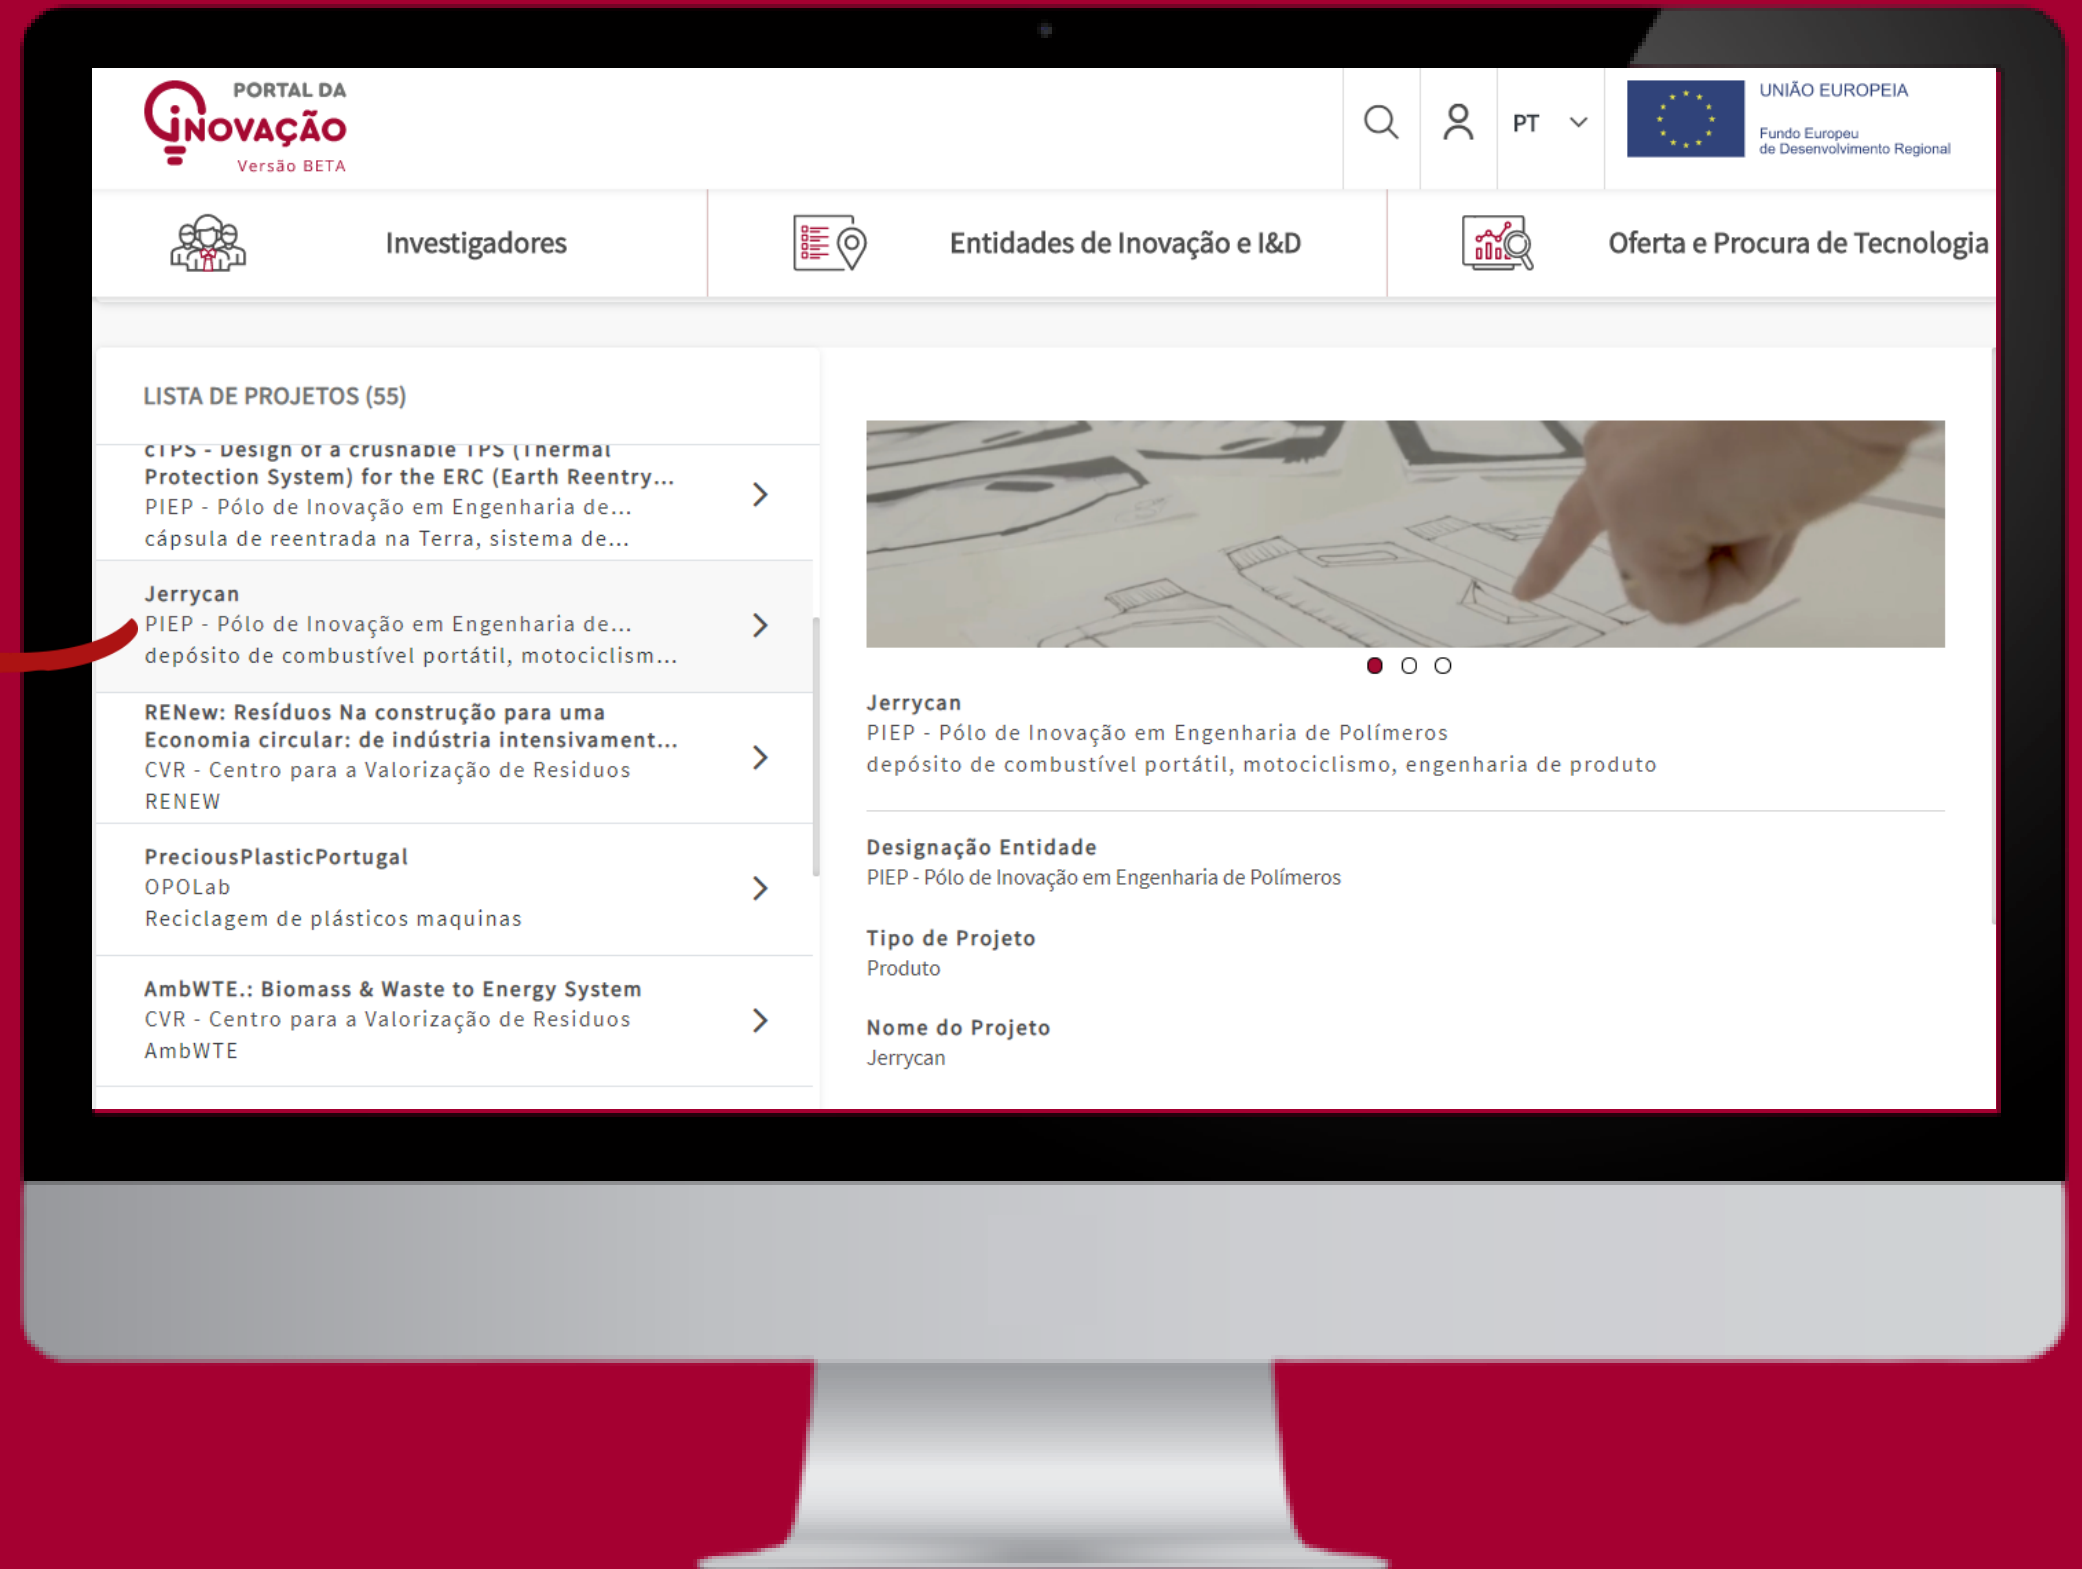 PORTAL DA
iNOVAÇÃO
Versão BETA
PT
UNIÃO EUROPEIA
Fundo Europeu
de Desenvolvimento Regional
Investigadores
Entidades de Inovação e I&D
Oferta e Procura de Tecnologia
LISTA DE PROJETOS (55)
cTPS - Design of a crushable TPS (Thermal
Protection System) for the ERC (Earth Reentry...
PIEP - Pólo de Inovação em Engenharia de...
cápsula de reentrada na Terra, sistema de...
Jerrycan
PIEP - Pólo de Inovação em Engenharia de...
depósito de combustível portátil, motociclism...
RENew: Resíduos Na construção para uma
Economia circular: de indústria intensivament...
CVR - Centro para a Valorização de Residuos
RENEW
PreciousPlasticPortugal
OPOLab
Reciclagem de plásticos maquinas
AmbWTE.: Biomass & Waste to Energy System
CVR - Centro para a Valorização de Residuos
AmbWTE
Jerrycan
PIEP - Pólo de Inovação em Engenharia de Polímeros
depósito de combustível portátil, motociclismo, engenharia de produto
Designação Entidade
PIEP - Pólo de Inovação em Engenharia de Polímeros
Tipo de Projeto
Produto
Nome do Projeto
Jerrycan